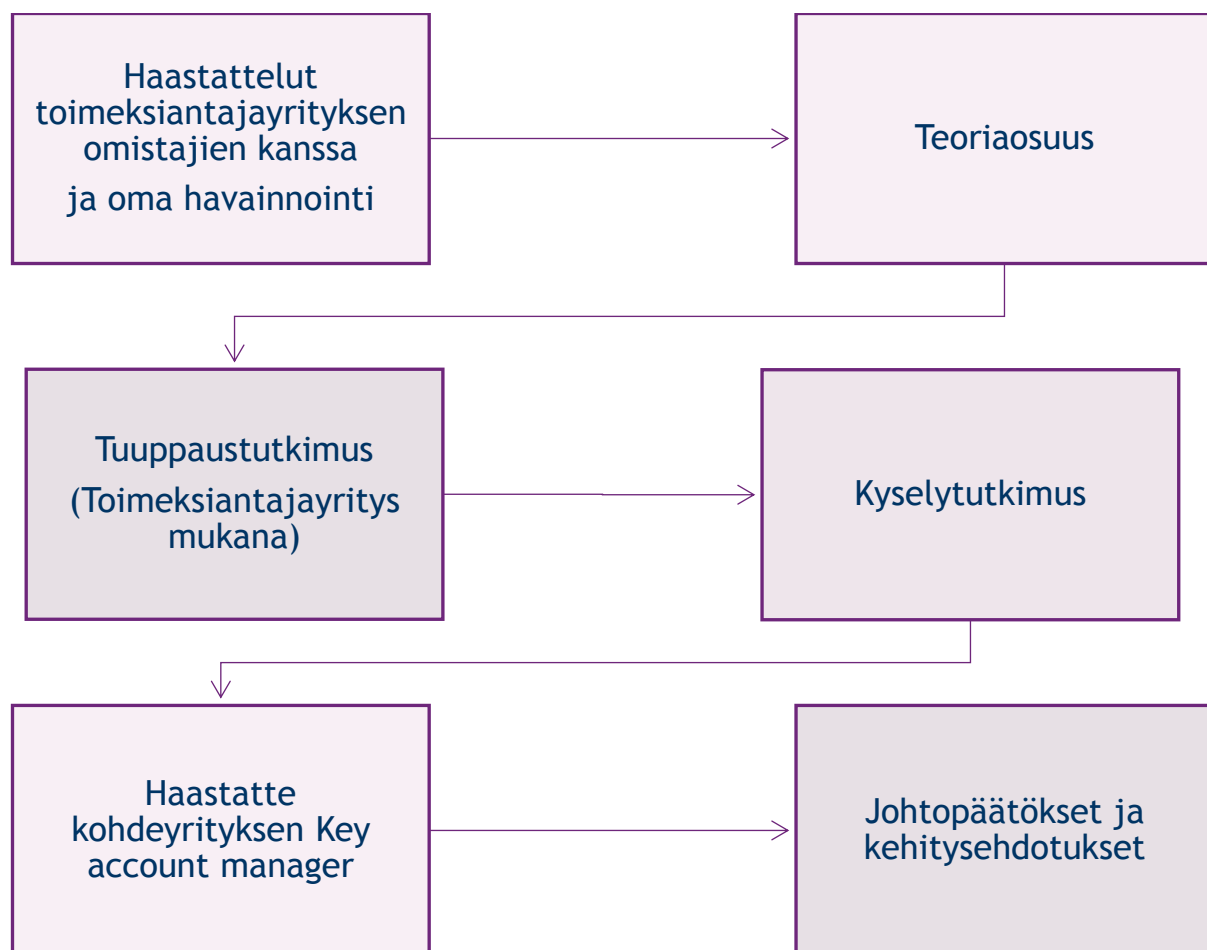 Haastattelut
toimeksiantajayrityksen
omistajien kanssa
ja oma havainnointi
Teoriaosuus
Tuuppaustutkimus
(Toimeksiantajayritys
mukana)
Kyselytutkimus
Haastatte
kohdeyrityksen Key
account manager
Johtopäätökset ja
kehitysehdotukset